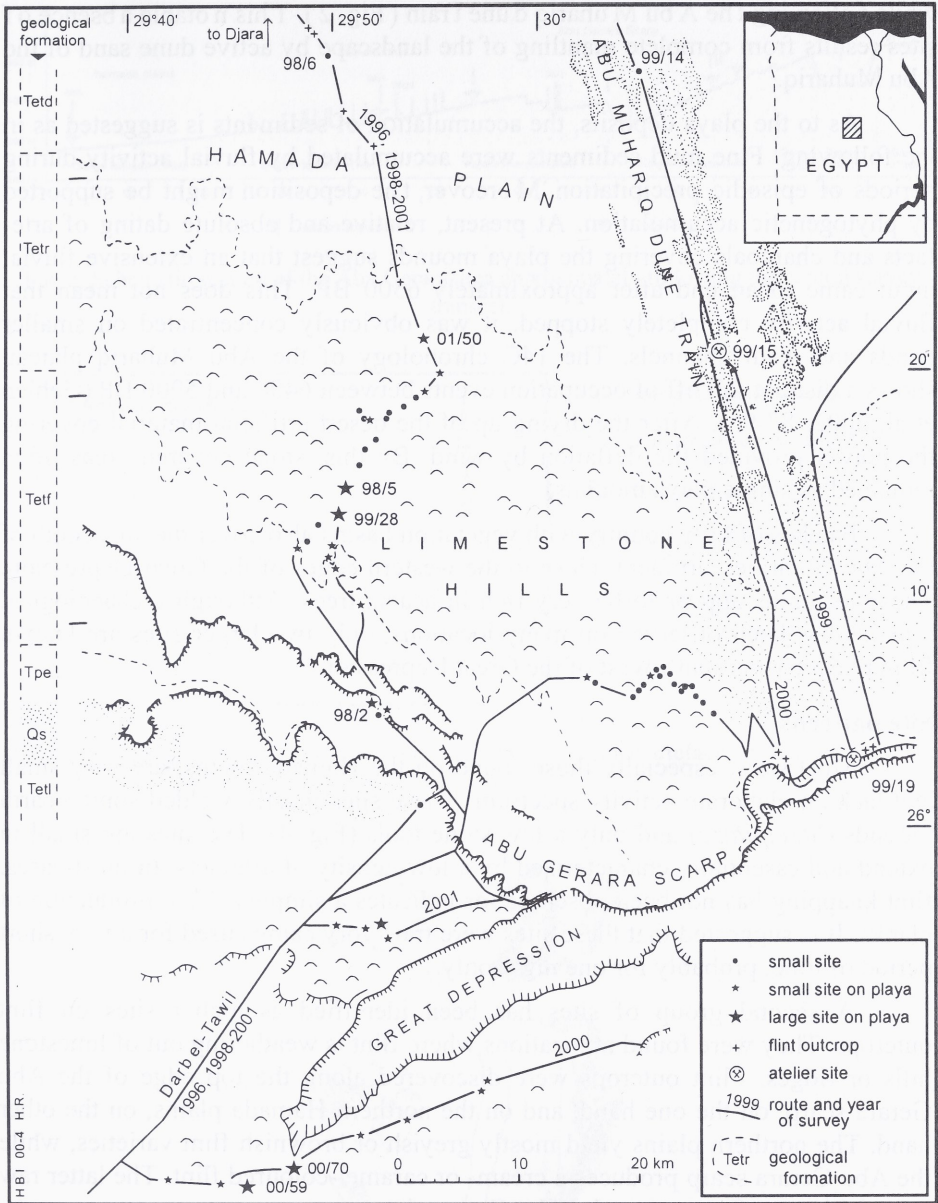 geological
formation
29°40'
to Djara
29°50'
30°
98/6
99/14
Tetd
1996, 1998-2001
HAMADA PLAIN
ABU MUHARIQ DUNE TRAIN
EGYPT
Tetr
01/50
99/15
20'
Tetf
98/5
99/28
LIMESTONE
HILLS
10'
1999
2000
Tpe
98/2
Qs
Tetl
99/19
26°
ABU GERARA SCARP
2001
GREAT DEPRESSION
2000
Darb el-Tawil
1996, 1998-2001
00/70
00/59
0 10 20 km
HBI 00-4
small site
small site on playa
large site on playa
flint outcrop
atelier site
1999 route and year
of survey
Tetr geological
formation